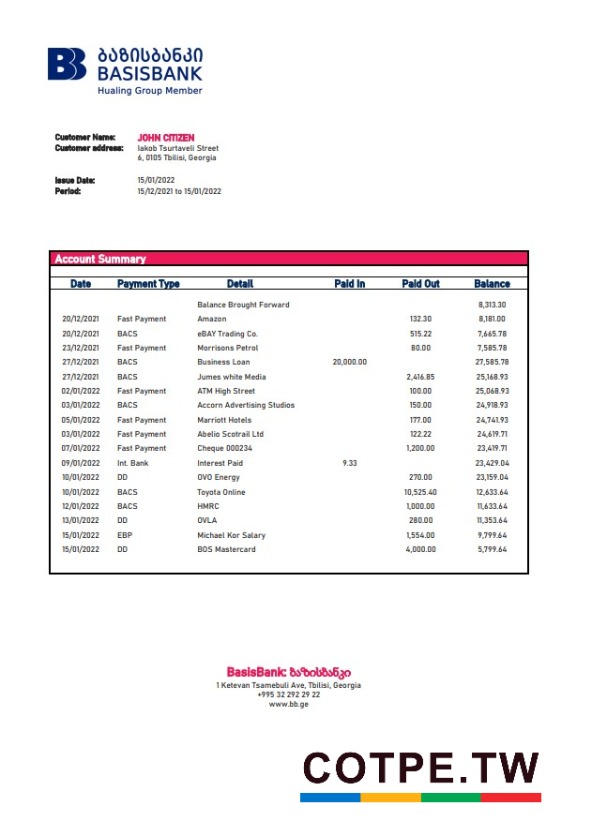 ბაზისბანკი
BASISBANK
Hualing Group Member
Customer Name: JOHN CITIZEN
Customer address: Iakob Tsurtaveli Street
6, 0105 Tbilisi, Georgia
Issue Date: 15/01/2022
Period: 15/12/2021 to 15/01/2022
Account Summary
Date Payment Type Detail Paid In Paid Out Balance
Balance Brought Forward 8,313.30
20/12/2021 Fast Payment Amazon 132.30 8,181.00
20/12/2021 BACS eBAY Trading Co. 515.22 7,665.78
23/12/2021 Fast Payment Morrisons Petrol 80.00 7,585.78
27/12/2021 BACS Business Loan 20,000.00 27,585.78
27/12/2021 BACS Jumes white Media 2,416.85 25,168.93
02/01/2022 Fast Payment ATM High Street 100.00 25,068.93
03/01/2022 BACS Accorn Advertising Studios 150.00 24,918.93
05/01/2022 Fast Payment Marriott Hotels 177.00 24,741.93
03/01/2022 Fast Payment Abelio Scotrail Ltd 122.22 24,619.71
07/01/2022 Fast Payment Cheque 000234 1,200.00 23,419.71
09/01/2022 Int. Bank Interest Paid 9.33 23,429.04
10/01/2022 DD OVO Energy 270.00 23,159.04
10/01/2022 BACS Toyota Online 10,525.40 12,633.64
12/01/2022 BACS HMRC 1,000.00 11,633.64
13/01/2022 DD OVLA 280.00 11,353.64
15/01/2022 EBP Michael Kor Salary 1,554.00 9,799.64
15/01/2022 DD BOS Mastercard 4,000.00 5,799.64
BasisBank: ბაზისბანკი
1 Ketevan Tsamebuli Ave, Tbilisi, Georgia
+995 32 292 29 22
www.bb.ge
COTPE.TW